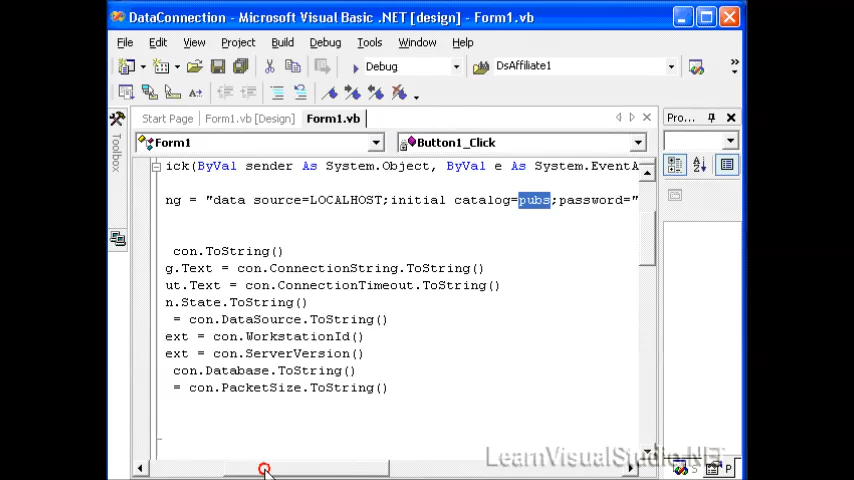 DataConnection - Microsoft Visual Basic .NET [design] - Form1.vb
File Edit View Project Build Debug Tools Window Help
Debug DsAffiliate1
Start Page Form1.vb [Design] Form1.vb Pro...
Form1 Button1_Click
Toolbox
ick(ByVal sender As System.Object, ByVal e As System.EventA
ng = "data source=LOCALHOST;initial catalog=pubs;password="
con.ToString()
g.Text = con.ConnectionString.ToString()
ut.Text = con.ConnectionTimeout.ToString()
n.State.ToString()
= con.DataSource.ToString()
ext = con.WorkstationId()
ext = con.ServerVersion()
con.Database.ToString()
= con.PacketSize.ToString()
LearnVisualStudio.NET
S P